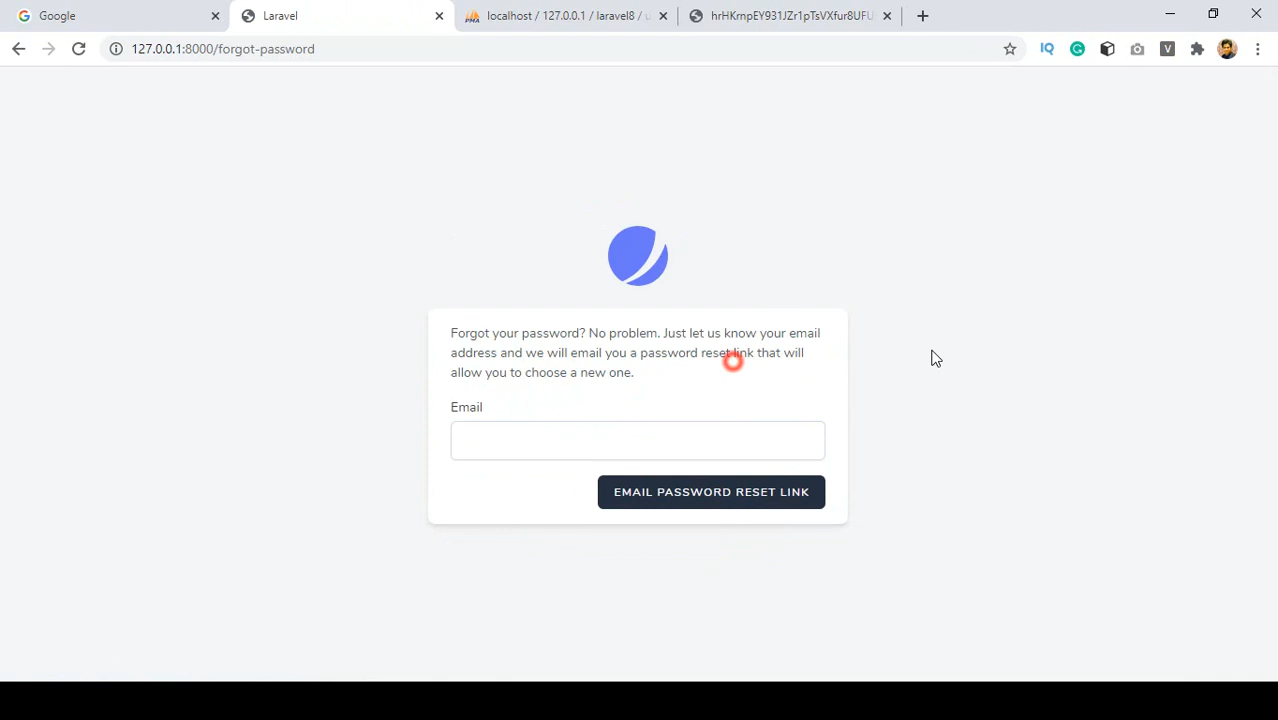 Google
Laravel
localhost / 127.0.0.1 / laravel8 / u
hrHKmpEY931JZr1pTsVXfur8UFU
127.0.0.1:8000/forgot-password
IQ
V
Forgot your password? No problem. Just let us know your email
address and we will email you a password reset link that will
allow you to choose a new one.
Email
EMAIL PASSWORD RESET LINK